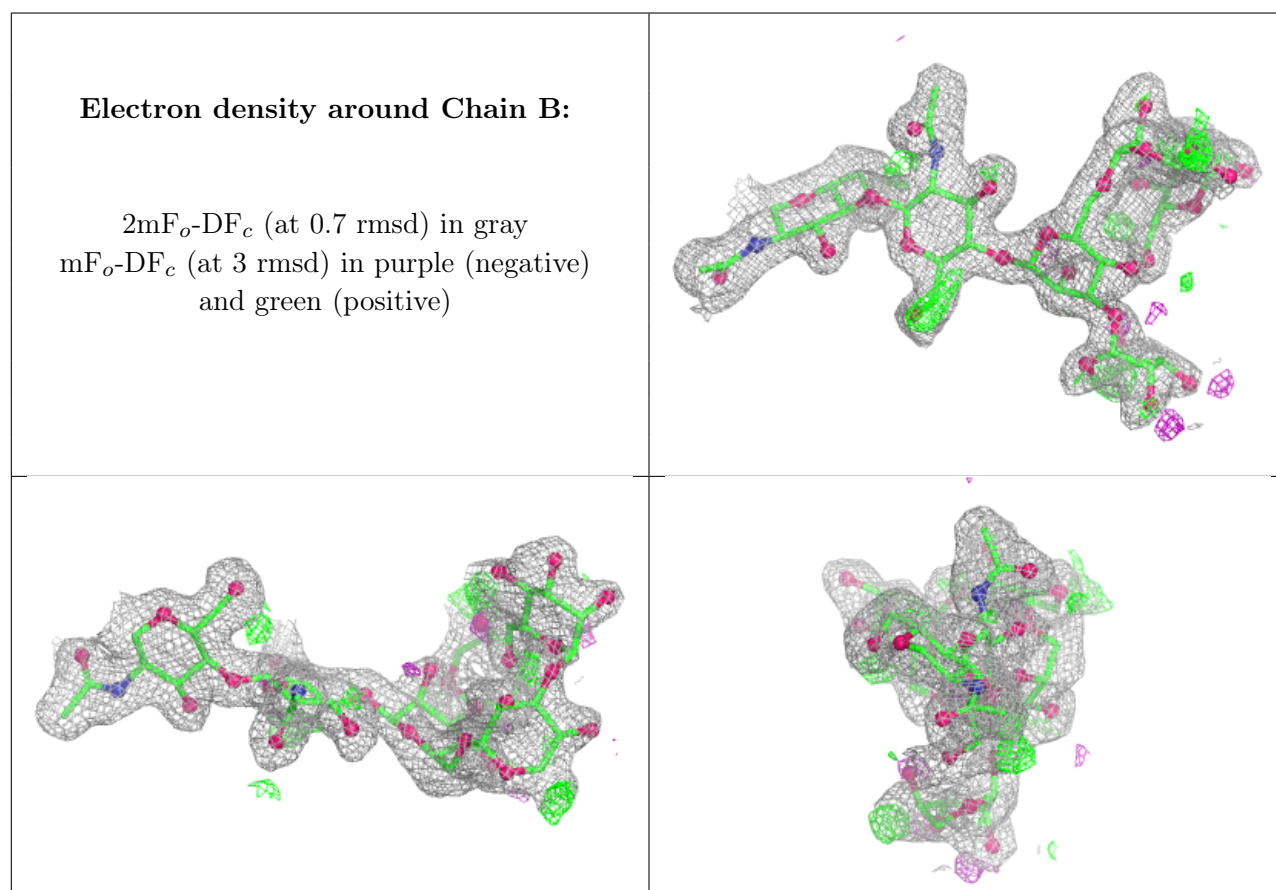 Electron density around Chain B:
2mFₒ-DF𝒸 (at 0.7 rmsd) in gray
mFₒ-DF𝒸 (at 3 rmsd) in purple (negative)
and green (positive)